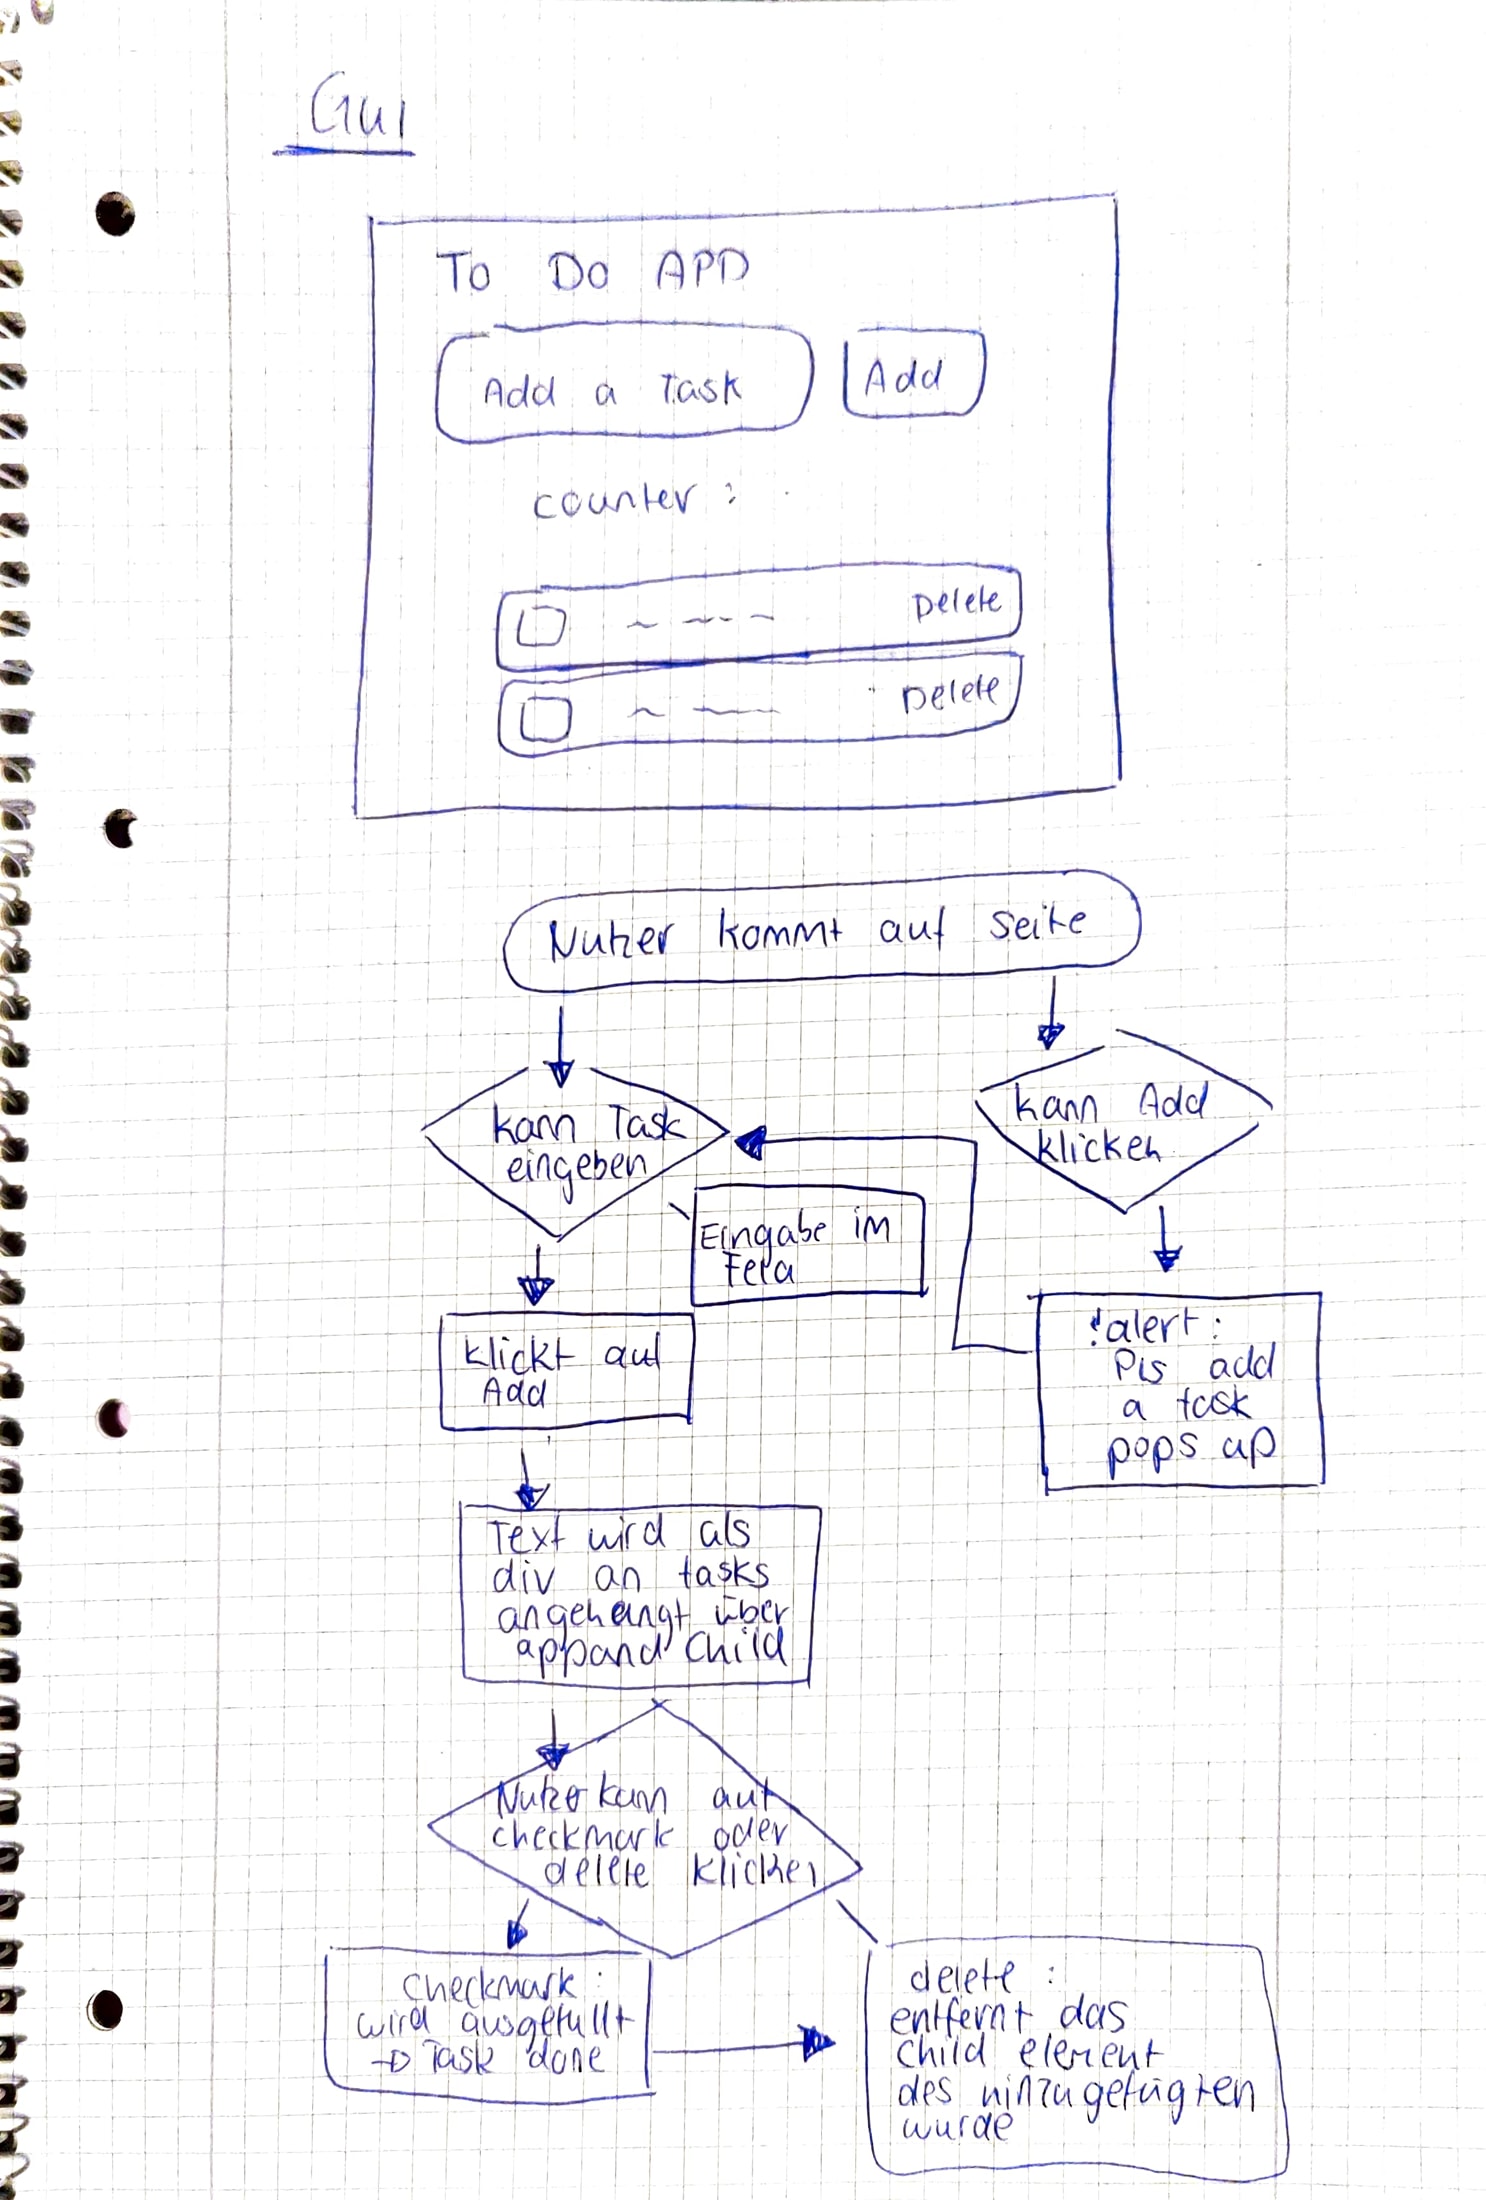 GUI
To Do APP
Add a Task
Add
counter :
Delete
Delete
Nutzer kommt auf Seite
kann Task
eingeben
kann Add
klicken
Eingabe im
Feld
klickt auf
Add
!alert:
Pls add
a task
pops up
Text wird als
div an tasks
angehängt über
appand Child
Nutzer kann auf
checkmark oder
delete klicken
checkmark :
wird ausgefüllt
→ Task done
delete :
entfernt das
child element
des hinzugefügten
wurde